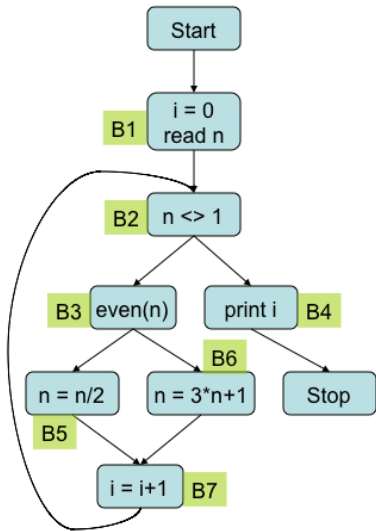 Start
i = 0
read n
B1
n <> 1
B2
even(n)
B3
print i
B4
B6
n = n/2
n = 3*n+1
Stop
B5
i = i+1
B7